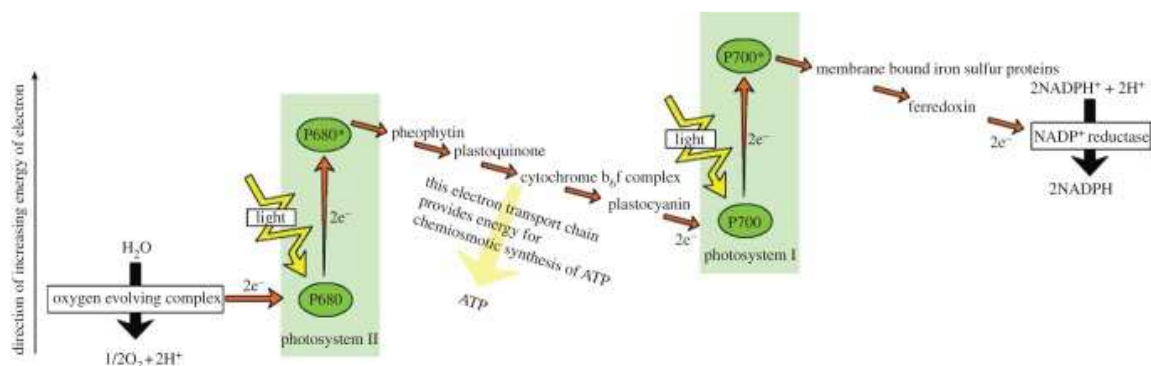 direction of increasing energy of electron
H₂O
oxygen evolving complex
1/2O₂ + 2H⁺
2e⁻
light
P680*
2e⁻
P680
photosystem II
pheophytin
plastoquinone
cytochrome b₆f complex
plastocyanin
this electron transport chain
provides energy for
chemiosmotic synthesis of ATP
ATP
2e⁻
P700*
light
2e⁻
P700
photosystem I
membrane bound iron sulfur proteins
ferredoxin
2e⁻
2NADPH⁺ + 2H⁺
NADP⁺ reductase
2NADPH